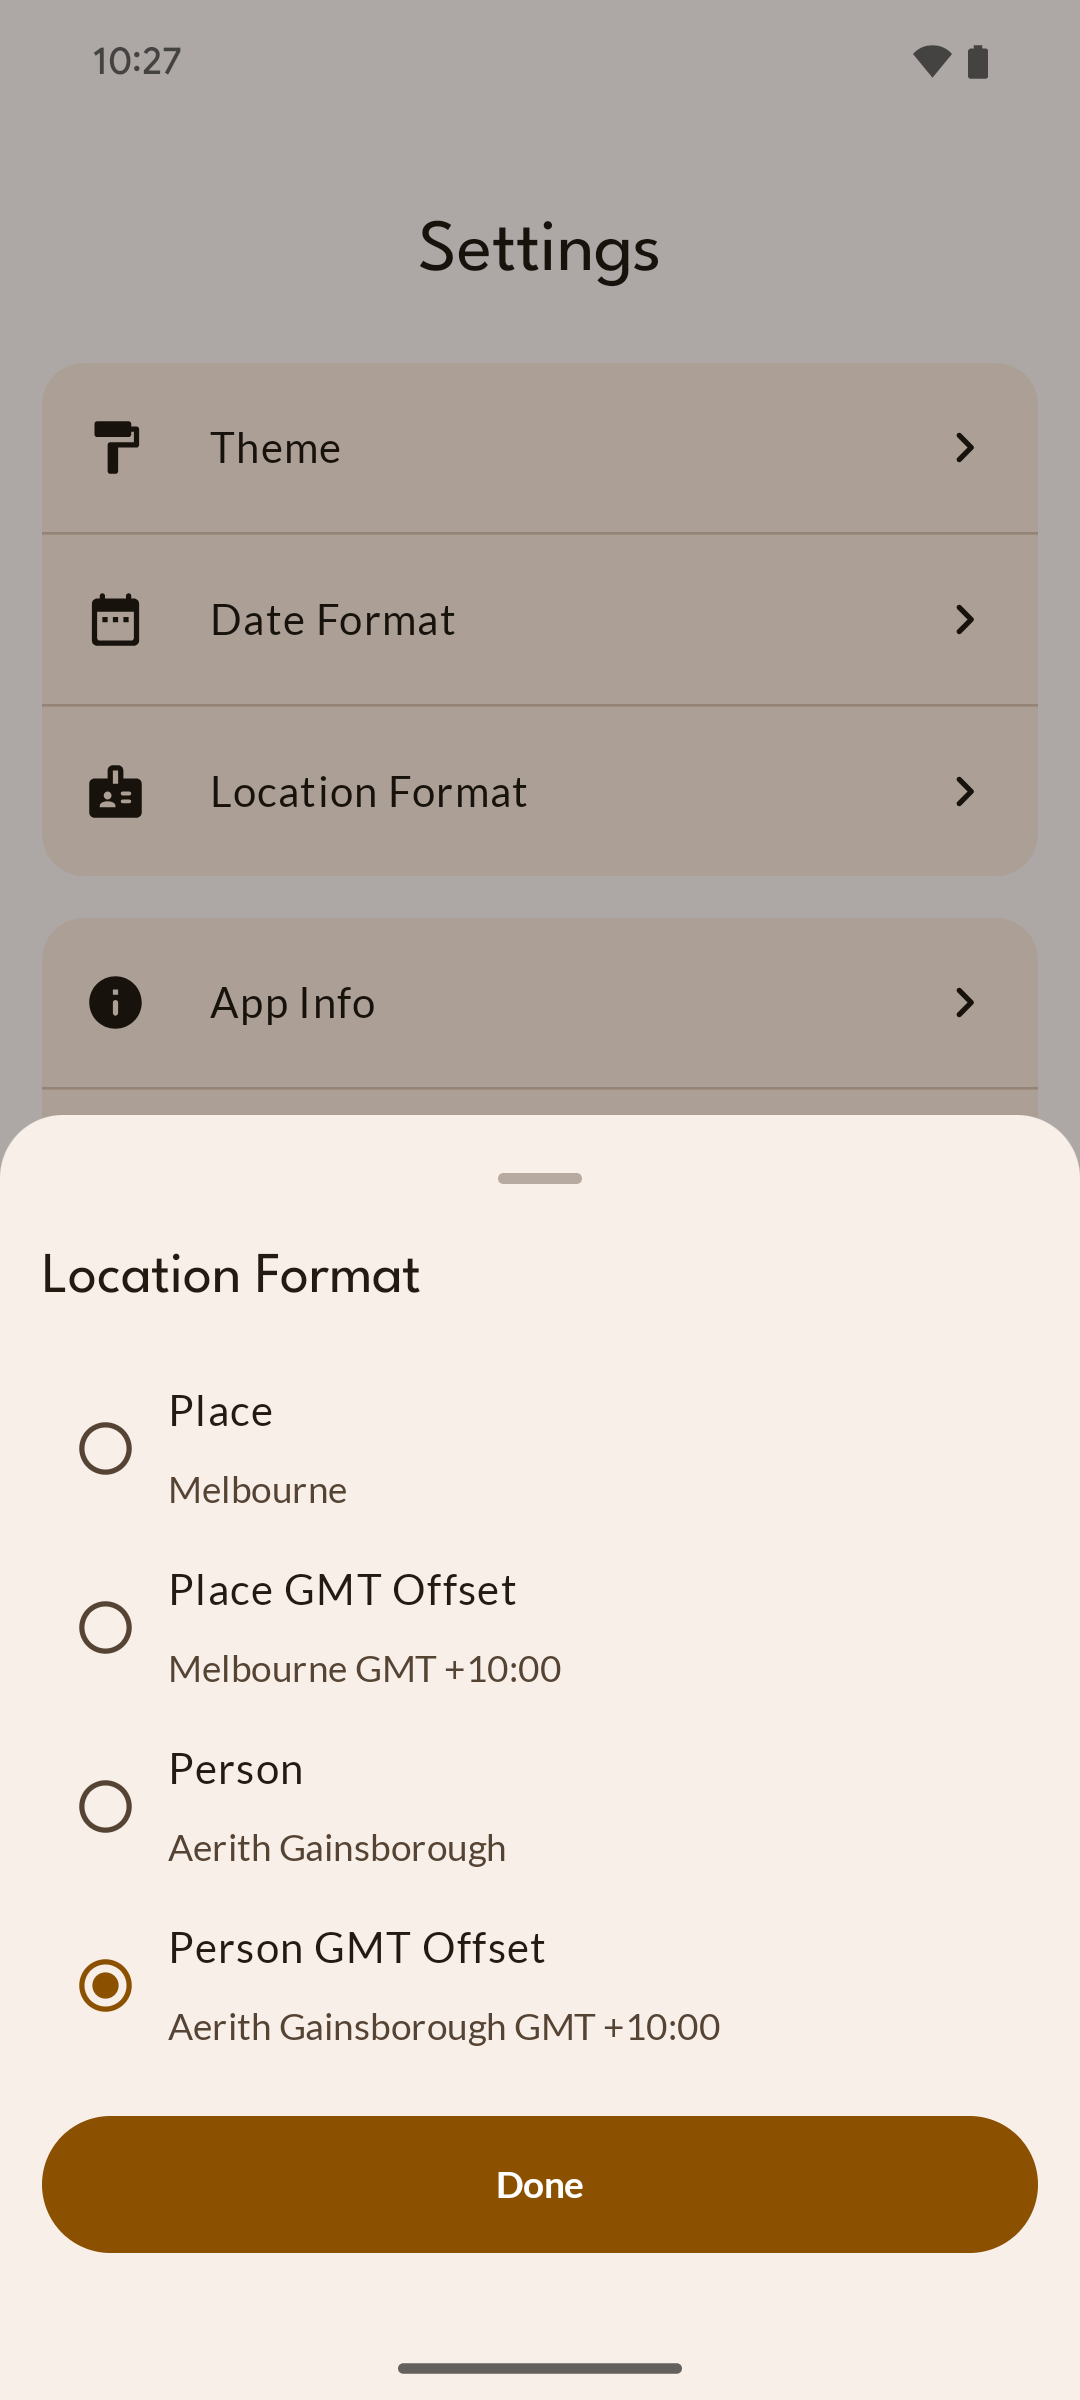 10:27
Settings
Theme
Date Format
Location Format
App Info
Location Format
Place
Melbourne
Place GMT Offset
Melbourne GMT +10:00
Person
Aerith Gainsborough
Person GMT Offset
Aerith Gainsborough GMT +10:00
Done